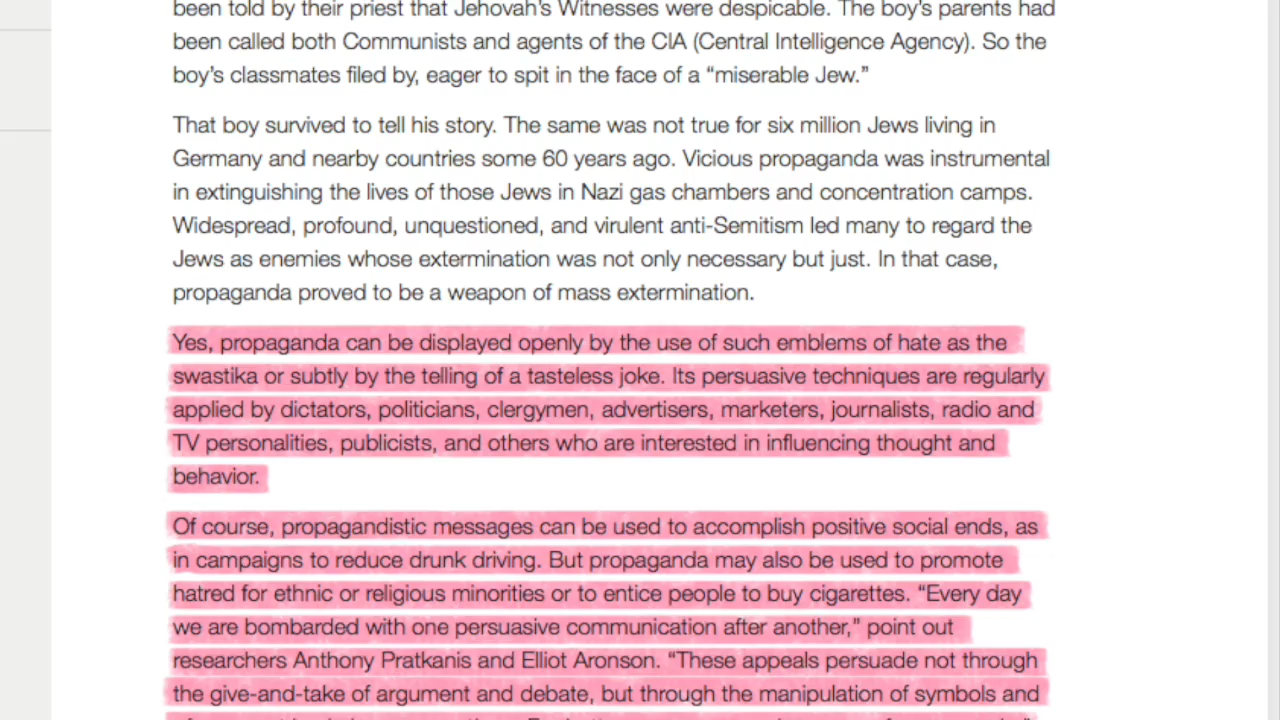 been told by their priest that Jehovah's Witnesses were despicable. The boy's parents had
been called both Communists and agents of the CIA (Central Intelligence Agency). So the
boy's classmates filed by, eager to spit in the face of a “miserable Jew.”
That boy survived to tell his story. The same was not true for six million Jews living in
Germany and nearby countries some 60 years ago. Vicious propaganda was instrumental
in extinguishing the lives of those Jews in Nazi gas chambers and concentration camps.
Widespread, profound, unquestioned, and virulent anti-Semitism led many to regard the
Jews as enemies whose extermination was not only necessary but just. In that case,
propaganda proved to be a weapon of mass extermination.
Yes, propaganda can be displayed openly by the use of such emblems of hate as the
swastika or subtly by the telling of a tasteless joke. Its persuasive techniques are regularly
applied by dictators, politicians, clergymen, advertisers, marketers, journalists, radio and
TV personalities, publicists, and others who are interested in influencing thought and
behavior.
Of course, propagandistic messages can be used to accomplish positive social ends, as
in campaigns to reduce drunk driving. But propaganda may also be used to promote
hatred for ethnic or religious minorities or to entice people to buy cigarettes. “Every day
we are bombarded with one persuasive communication after another,” point out
researchers Anthony Pratkanis and Elliot Aronson. “These appeals persuade not through
the give-and-take of argument and debate, but through the manipulation of symbols and